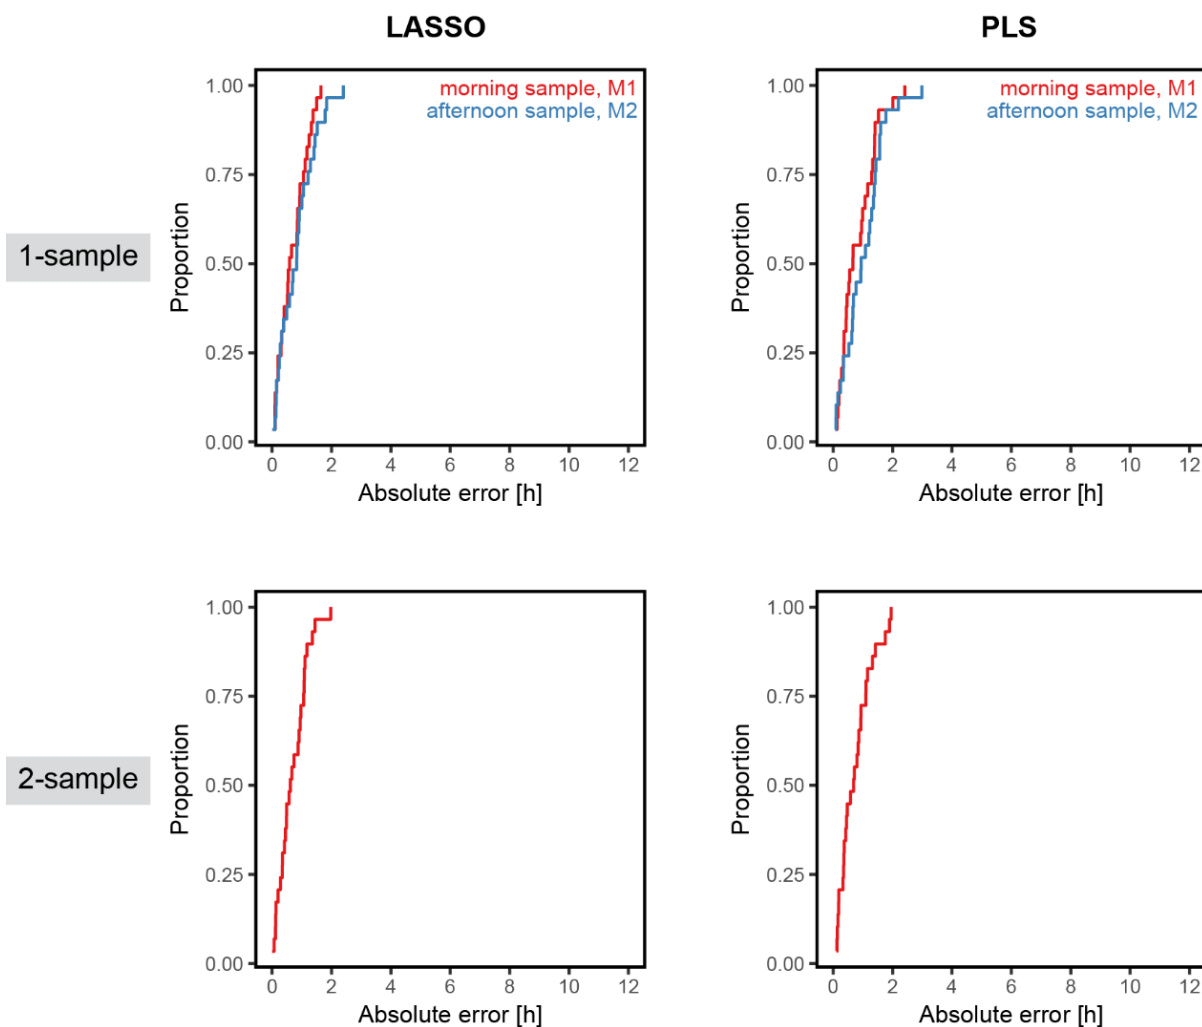 LASSO
PLS
1-sample
Proportion
1.00
0.75
0.50
0.25
0.00
morning sample, M1
afternoon sample, M2
0 2 4 6 8 10 12
Absolute error [h]
Proportion
1.00
0.75
0.50
0.25
0.00
morning sample, M1
afternoon sample, M2
0 2 4 6 8 10 12
Absolute error [h]
2-sample
Proportion
1.00
0.75
0.50
0.25
0.00
0 2 4 6 8 10 12
Absolute error [h]
Proportion
1.00
0.75
0.50
0.25
0.00
0 2 4 6 8 10 12
Absolute error [h]